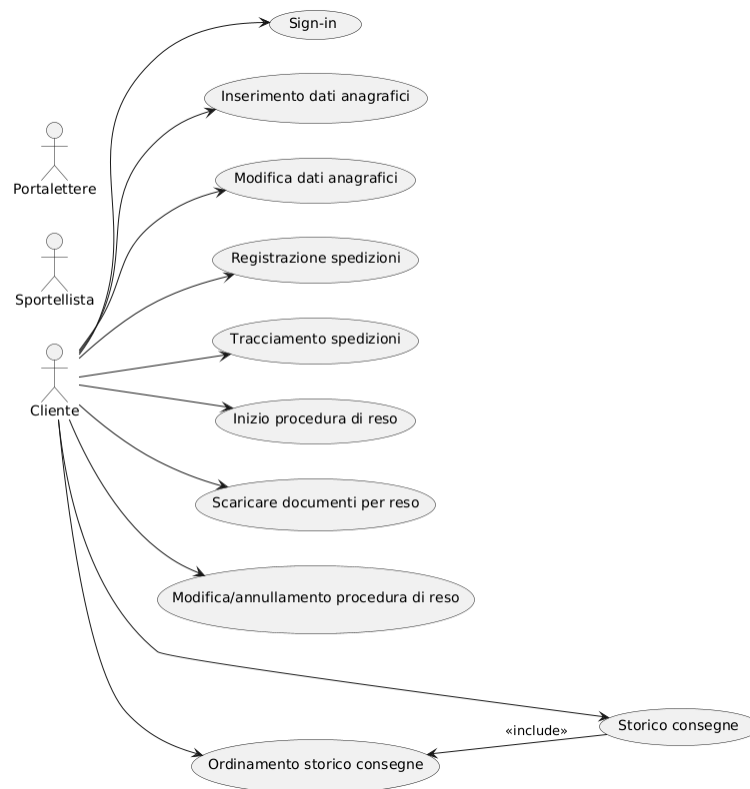 Sign-in
Inserimento dati anagrafici
Portalettere
Modifica dati anagrafici
Registrazione spedizioni
Sportellista
Tracciamento spedizioni
Cliente
Inizio procedura di reso
Scaricare documenti per reso
Modifica/annullamento procedura di reso
Storico consegne
«include»
Ordinamento storico consegne